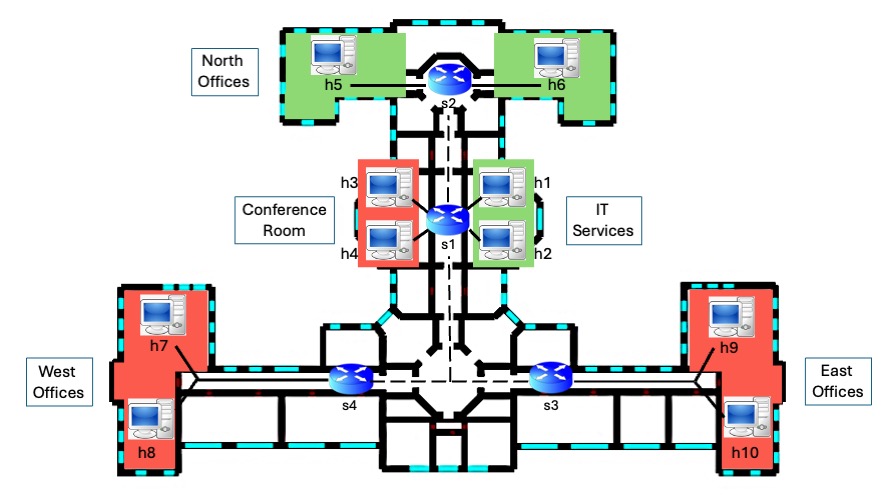 North
Offices
h5
h6
s2
h3
h1
Conference
Room
IT
Services
s1
h4
h2
h7
h9
West
Offices
East
Offices
s4
s3
h8
h10